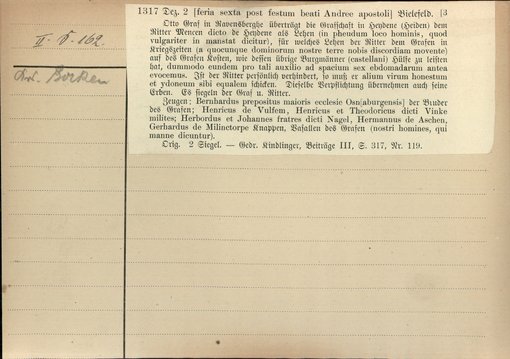 II. 5. 162.
Borken
1317 Dez. 2 [feria sexta post festum beati Andree apostoli] Bielefeld. [3
Otto Graf in Ravensberghe überträgt die Grafschaft in Heydene (Heiden) dem
Ritter Mencen dicto de Heydene als Lehen (in pheudum loco hominis, quod
vulgariter in manstat dicitur), für welches Lehen der Ritter dem Grafen in
Kriegszeiten (a quocunque dominorum nostre terre nobis discordiam movente)
auf des Grafen Kosten, wie dessen übrige Burgmänner (castellani) Hülfe zu leisten
hat, dummodo eundem pro tali auxilio ad spacium sex ebdomadarum antea
evocemus. Ist der Ritter persönlich verhindert, so muß er alium virum honestum
et ydoneum sibi equalem schicken. Dieselbe Verpflichtung übernehmen auch seine
Erben. Es siegeln der Graf u. Ritter.
Zeugen: Bernhardus prepositus maioris ecclesie Osn[aburgensis] der Bruder
des Grafen; Henricus de Vulfem, Henricus et Theodoricus dicti Vinke
milites; Herbordus et Johannes fratres dicti Nagel, Hermannus de Aschen,
Gerhardus de Milinctorpe Knappen, Vasallen des Grafen (nostri homines, qui
manne dicuntur).
Orig. 2 Siegel. — Gedr. Kindlinger, Beiträge III, S. 317, Nr. 119.